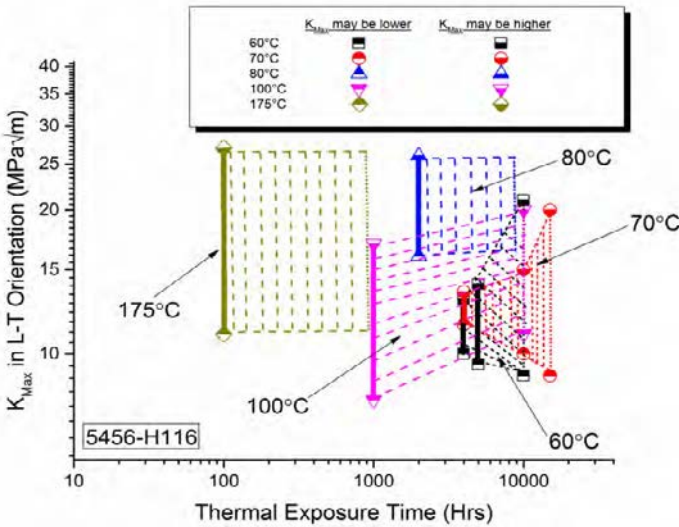 K_Max may be lower K_Max may be higher
60°C
70°C
80°C
100°C
175°C
40
35
30
25
20
15
10
K_Max in L-T Orientation (MPa√m)
80°C
70°C
175°C
100°C
60°C
5456-H116
10 100 1000 10000
Thermal Exposure Time (Hrs)